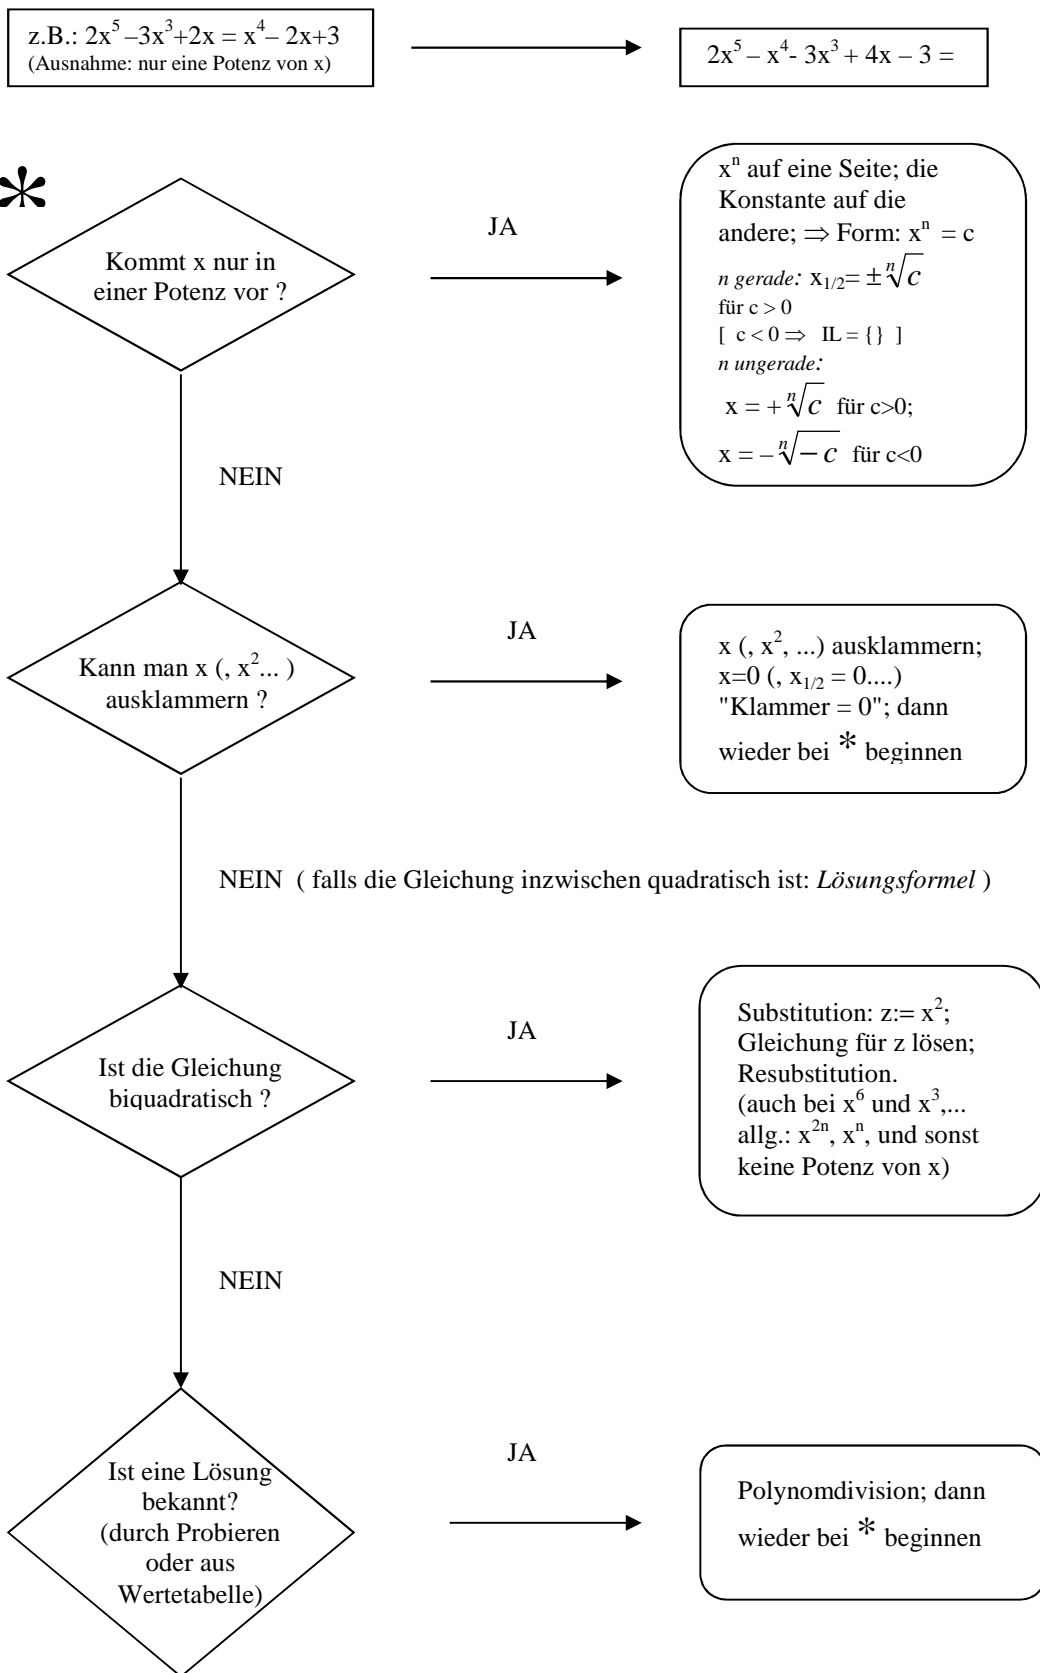 z.B.: 2x⁵ –3x³+2x = x⁴– 2x+3
(Ausnahme: nur eine Potenz von x)
2x⁵ – x⁴- 3x³ + 4x – 3 =
*
Kommt x nur in
einer Potenz vor ?
JA
xⁿ auf eine Seite; die
Konstante auf die
andere; ⇒ Form: xⁿ = c
n gerade: x₁/₂= ± ⁿ√c
für c > 0
[ c < 0 ⇒ IL = {} ]
n ungerade:
x = + ⁿ√c für c>0;
x = – ⁿ√–c für c<0
NEIN
Kann man x (, x²... )
ausklammern ?
JA
x (, x², ...) ausklammern;
x=0 (, x₁/₂ = 0....)
"Klammer = 0"; dann
wieder bei * beginnen
NEIN ( falls die Gleichung inzwischen quadratisch ist: Lösungsformel )
Ist die Gleichung
biquadratisch ?
JA
Substitution: z:= x²;
Gleichung für z lösen;
Resubstitution.
(auch bei x⁶ und x³,...
allg.: x²ⁿ, xⁿ, und sonst
keine Potenz von x)
NEIN
Ist eine Lösung
bekannt?
(durch Probieren
oder aus
Wertetabelle)
JA
Polynomdivision; dann
wieder bei * beginnen